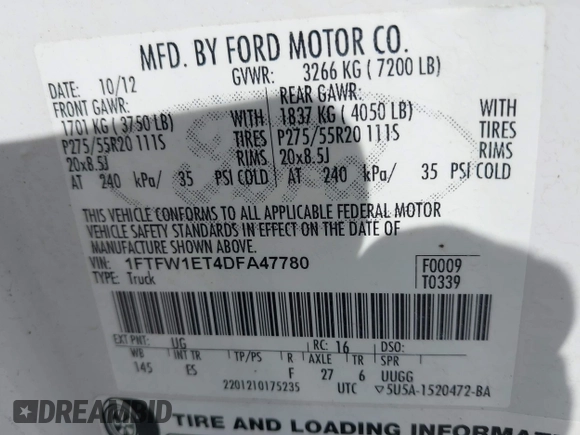 MFD. BY FORD MOTOR CO.
DATE: 10/12 GVWR: 3266 KG ( 7200 LB)
FRONT GAWR: REAR GAWR:
1701 KG ( 3750 LB) WITH 1837 KG ( 4050 LB) WITH
P275/55R20 111S TIRES P275/55R20 111S TIRES
20x8.5J RIMS 20x8.5J RIMS
AT 240 kPa/ 35 PSI COLD AT 240 kPa/ 35 PSI COLD
THIS VEHICLE CONFORMS TO ALL APPLICABLE FEDERAL MOTOR
VEHICLE SAFETY STANDARDS IN EFFECT ON THE DATE OF
MANUFACTURE SHOWN ABOVE.
VIN: 1FTFW1ET4DFA47780 F0009
TYPE: Truck T0339
EXT PNT: UG RC: 16 DSO:
WB INT TR TP/PS R AXLE TR SPR
145 ES F 27 6 UUGG
2201210175235 UTC ▽5U5A-1520472-BA
DREAMBID
TIRE AND LOADING INFORMATION